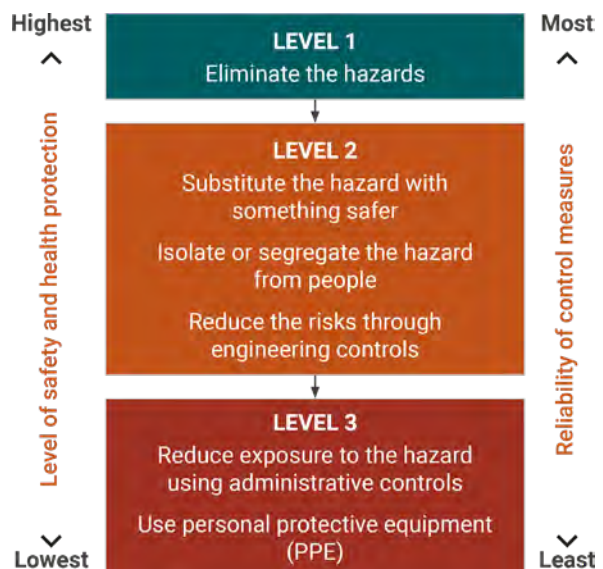 Highest
Most
LEVEL 1
Eliminate the hazards
LEVEL 2
Substitute the hazard with
something safer
Isolate or segregate the hazard
from people
Reduce the risks through
engineering controls
LEVEL 3
Reduce exposure to the hazard
using administrative controls
Use personal protective equipment
(PPE)
Level of safety and health protection
Reliability of control measures
Lowest
Least